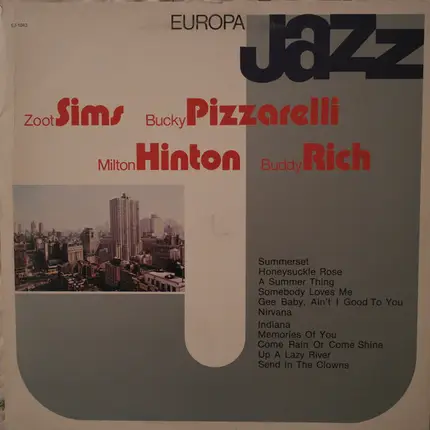 EUROPA
Jazz
Zoot Sims Bucky Pizzarelli
Milton Hinton Buddy Rich
Summerset
Honeysuckle Rose
A Summer Thing
Somebody Loves Me
Gee Baby, Ain't I Good To You
Nirvana
Indiana
Memories Of You
Come Rain Or Come Shine
Up A Lazy River
Send In The Clowns